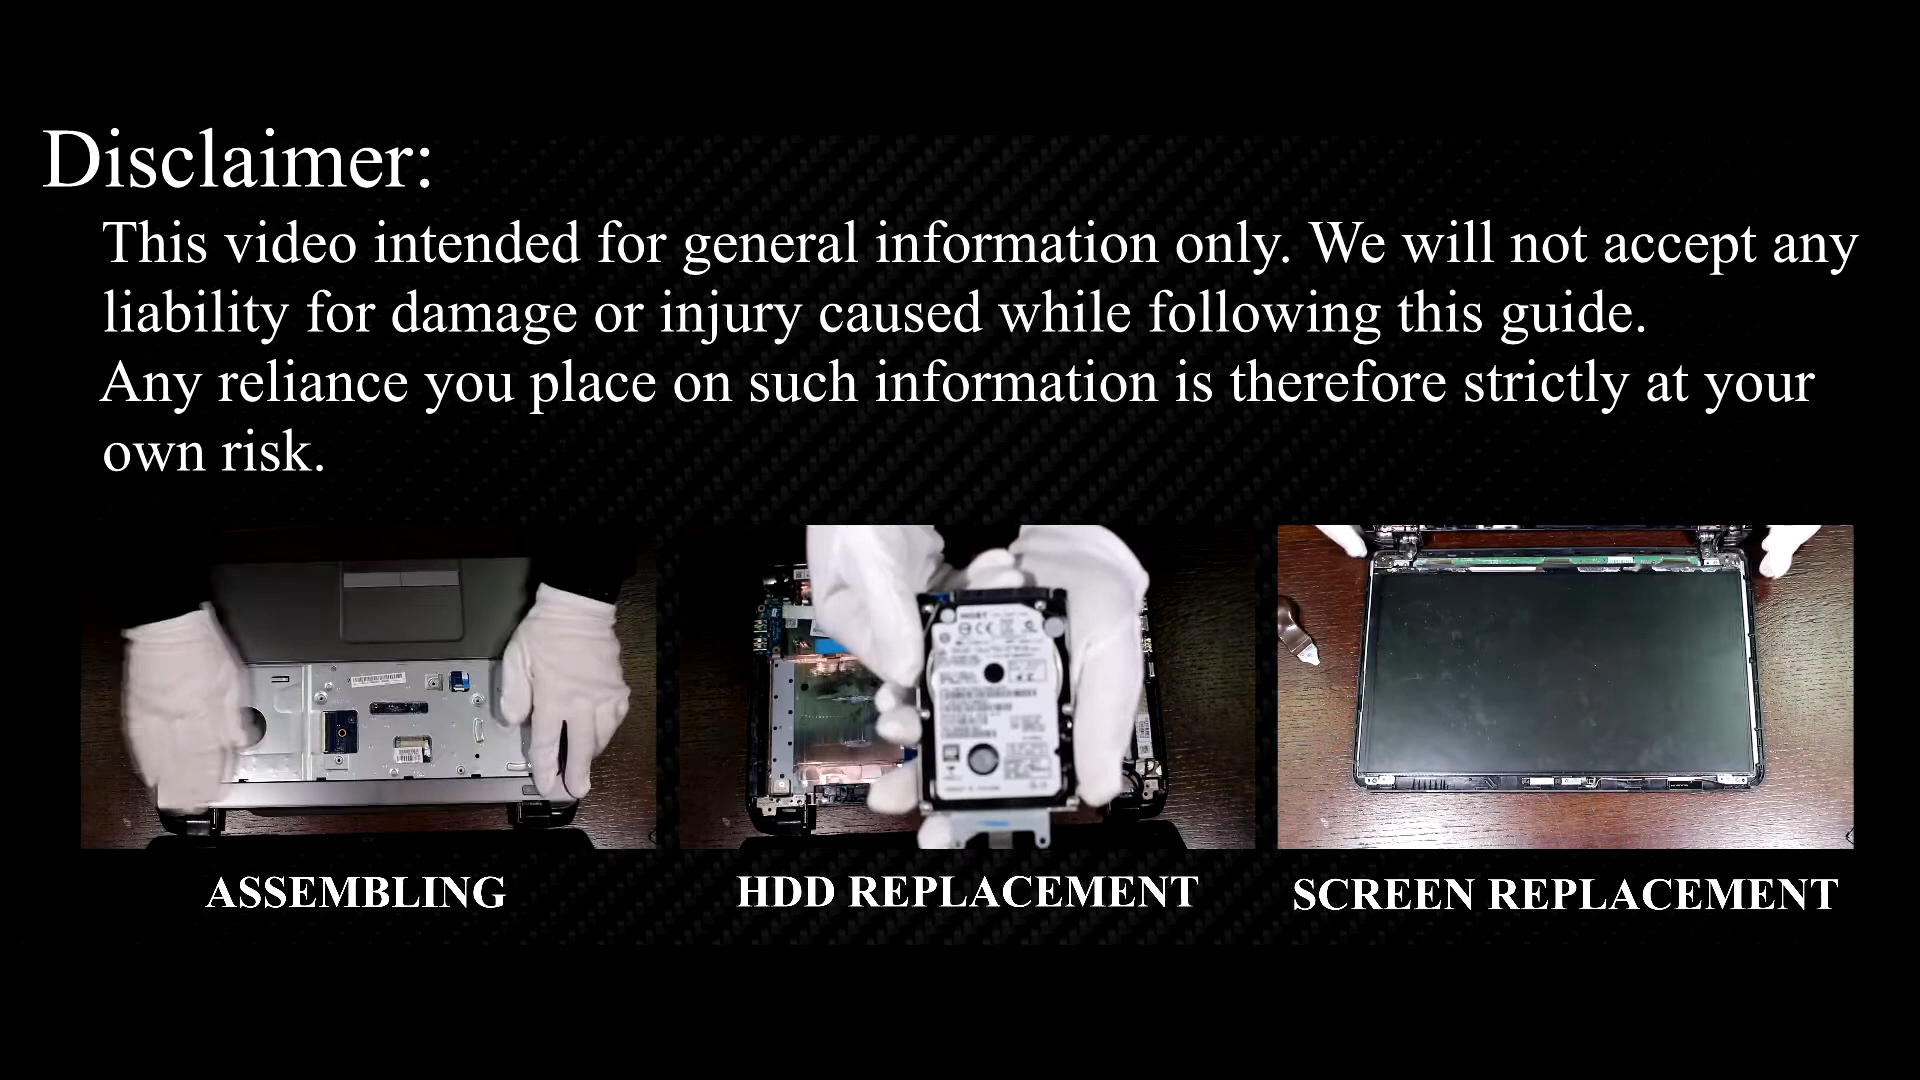 Disclaimer:
This video intended for general information only. We will not accept any
liability for damage or injury caused while following this guide.
Any reliance you place on such information is therefore strictly at your
own risk.
ASSEMBLING
HDD REPLACEMENT
SCREEN REPLACEMENT